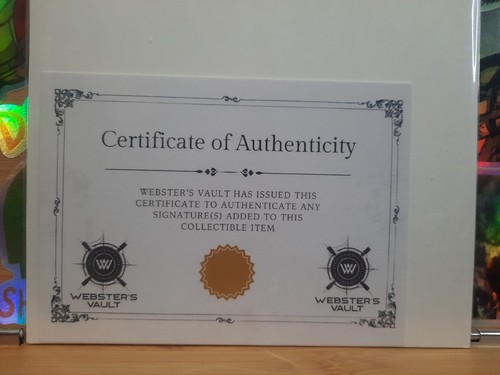 Certificate of Authenticity
WEBSTER'S VAULT HAS ISSUED THIS
CERTIFICATE TO AUTHENTICATE ANY
SIGNATURE(S) ADDED TO THIS
COLLECTIBLE ITEM
WEBSTER'S
VAULT
WEBSTER'S
VAULT